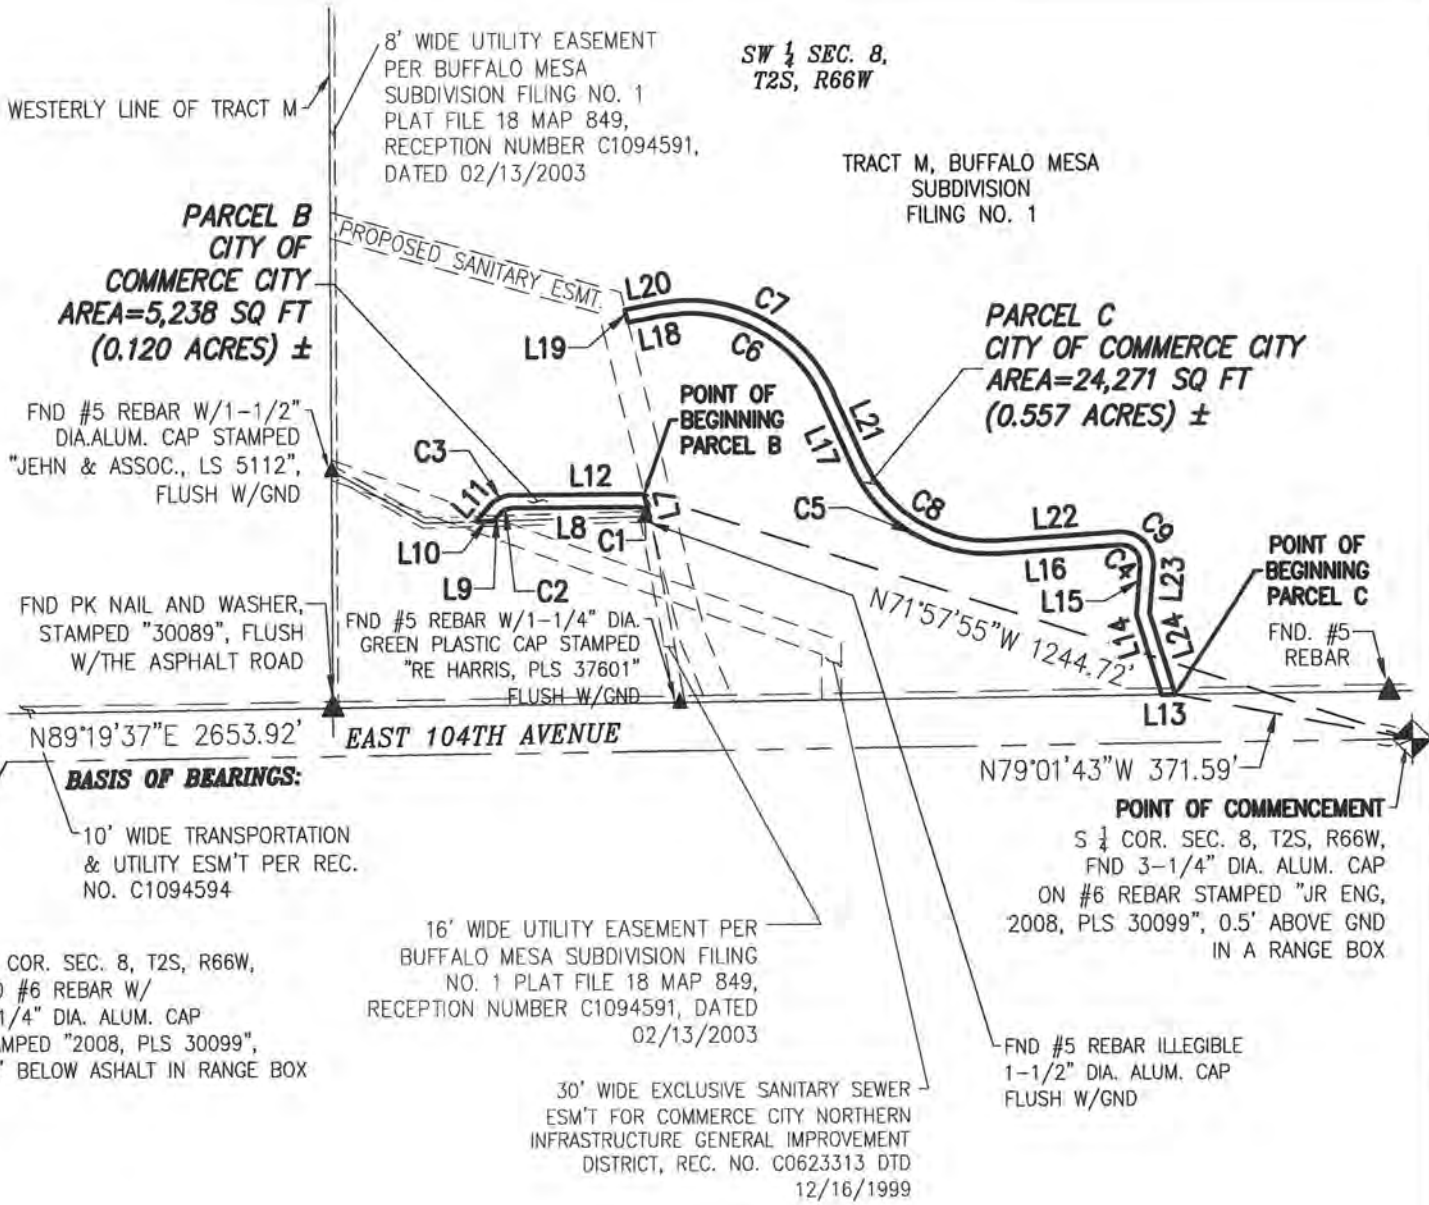 8' WIDE UTILITY EASEMENT
PER BUFFALO MESA
SUBDIVISION FILING NO. 1
PLAT FILE 18 MAP 849,
RECEPTION NUMBER C1094591,
DATED 02/13/2003
SW 1/4 SEC. 8,
T2S, R66W
WESTERLY LINE OF TRACT M
TRACT M, BUFFALO MESA
SUBDIVISION
FILING NO. 1
PARCEL B
CITY OF
COMMERCE CITY
AREA=5,238 SQ FT
(0.120 ACRES) ±
PROPOSED SANITARY ESMT.
L20
C7
L19
L18
C6
PARCEL C
CITY OF COMMERCE CITY
AREA=24,271 SQ FT
(0.557 ACRES) ±
POINT OF
BEGINNING
PARCEL B
L21
L17
FND #5 REBAR W/1-1/2"
DIA.ALUM. CAP STAMPED
"JEHN & ASSOC., LS 5112",
FLUSH W/GND
C3
L11
L12
L7
L8
C1
L10
L9
C2
C5
C8
L22
C9
L16
C4
L23
L15
L14
L24
POINT OF
BEGINNING
PARCEL C
FND. #5
REBAR
N71°57'55"W 1244.72'
FND PK NAIL AND WASHER,
STAMPED "30089", FLUSH
W/THE ASPHALT ROAD
FND #5 REBAR W/1-1/4" DIA.
GREEN PLASTIC CAP STAMPED
"RE HARRIS, PLS 37601"
FLUSH W/GND
L13
N89°19'37"E 2653.92'
EAST 104TH AVENUE
BASIS OF BEARINGS:
N79°01'43"W 371.59'
POINT OF COMMENCEMENT
S 1/4 COR. SEC. 8, T2S, R66W,
FND 3-1/4" DIA. ALUM. CAP
ON #6 REBAR STAMPED "JR ENG,
2008, PLS 30099", 0.5' ABOVE GND
IN A RANGE BOX
10' WIDE TRANSPORTATION
& UTILITY ESM'T PER REC.
NO. C1094594
16' WIDE UTILITY EASEMENT PER
BUFFALO MESA SUBDIVISION FILING
NO. 1 PLAT FILE 18 MAP 849,
RECEPTION NUMBER C1094591, DATED
02/13/2003
COR. SEC. 8, T2S, R66W,
#6 REBAR W/
1/4" DIA. ALUM. CAP
"2008, PLS 30099",
' BELOW ASHALT IN RANGE BOX
FND #5 REBAR ILLEGIBLE
1-1/2" DIA. ALUM. CAP
FLUSH W/GND
30' WIDE EXCLUSIVE SANITARY SEWER
ESM'T FOR COMMERCE CITY NORTHERN
INFRASTRUCTURE GENERAL IMPROVEMENT
DISTRICT, REC. NO. C0623313 DTD
12/16/1999